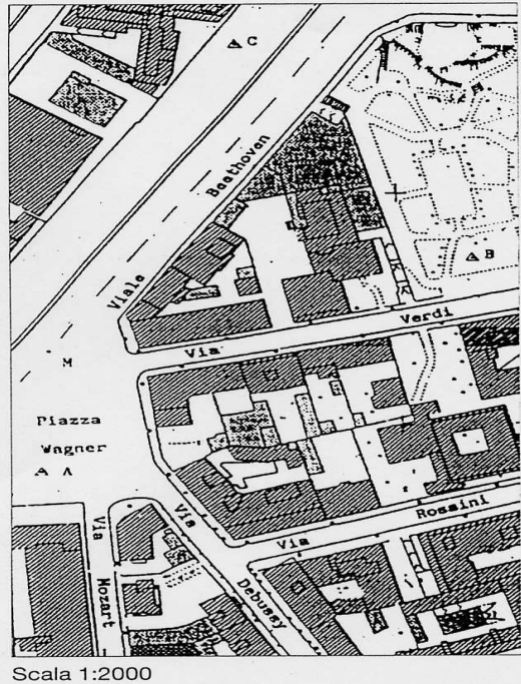 C
Beethoven
Viale
B
Verdi
Via
M
Piazza
Wagner
A
Via
Rossini
Via
Via
Mozart
Debussy
Scala 1:2000